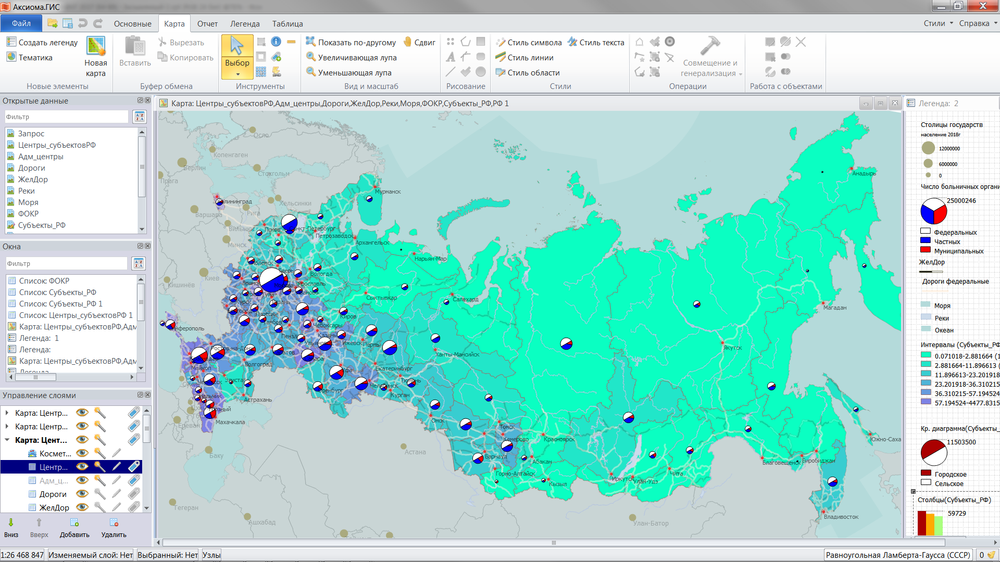 Аксиома.ГИС
Файл
Основные
Карта
Отчет
Легенда
Таблица
Стили
Справка
Создать легенду
Тематика
Новая карта
Новые элементы
Вставить
Вырезать
Копировать
Буфер обмена
Выбор
Инструменты
Показать по-другому
Сдвиг
Увеличивающая лупа
Уменьшающая лупа
Вид и масштаб
Рисование
Стиль символа
Стиль текста
Стиль линии
Стиль области
Стили
Совмещение и
генерализация
Операции
Работа с объектами
Открытые данные
Фильтр
Запрос
Центры_субъектовРФ
Адм_центры
Дороги
ЖелДор
Реки
Моря
ФОКР
Субъекты_РФ
Окна
Фильтр
Список: ФОКР
Список: Субъекты_РФ
Список: Субъекты_РФ 1
Список: Центры_субъектовРФ 1
Карта: Центры_субъектовРФ,Адм
Легенда: 1
Легенда:
Карта: Центры_субъектовРФ,Адм
Управление слоями
Карта: Центр...
Карта: Центр...
Карта: Цент...
Космет...
Центр...
Адм_ц...
Дороги
ЖелДор
Вниз
Вверх
Добавить
Удалить
Карта: Центры_субъектовРФ,Адм_центры,Дороги,ЖелДор,Реки,Моря,ФОКР,Субъекты_РФ,РФ 1
Осло
Копенгаген
Берлин
Стокгольм
Прага
Хельсинки
Варшава
Рига
Вильнюс
Минск
Киев
Кишинёв
Мурманск
Псков
Санкт-Петербург
Петрозаводск
Архангельск
Нарьян-Мар
Смоленск
Тверь
Вологда
Ярославль
Брянск
Тула
Рязань
Курск
Липецк
Тамбов
Пенза
Чебоксары
Казань
Киров
Ижевск
Пермь
Сыктывкар
Салехард
Ханты-Мансийск
Екатеринбург
Тюмень
Челябинск
Курган
Уфа
Оренбург
Симферополь
Ростов-на-Дону
Волгоград
Майкоп
Элиста
Астрахань
Нальчик
Грозный
Махачкала
Ереван
Баку
Тегеран
Ашхабад
Астана
Улан-Батор
Омск
Томск
Кемерово
Барнаул
Горно-Алтайск
Абакан
Кызыл
Красноярск
Иркутск
Улан-Удэ
Чита
Якутск
Магадан
Анадырь
Благовещенск
Биробиджан
Владивосток
Южно-Саха
Легенда: 2
Столицы государств
население 2018г
12000000
6000000
0
Число больничных органи
25000246
Федеральных
Частных
Муниципальных
ЖелДор
Дороги федеральные
Моря
Реки
Океан
Интервалы (Субъекты_РФ
0.071018-2.881664 (1
2.881664-11.896613 (
11.896613-23.201918
23.201918-36.310215
36.310215-57.194524
57.194524-4477.8315
Кр. диаграмма(Субъекты_
11503500
Городское
Сельское
Столбцы(Субъекты_РФ)
59729
1:26 468 847
Изменяемый слой: Нет
Выбранный: Нет
Узлы
Равноугольная Ламберта-Гаусса (СССР)
0